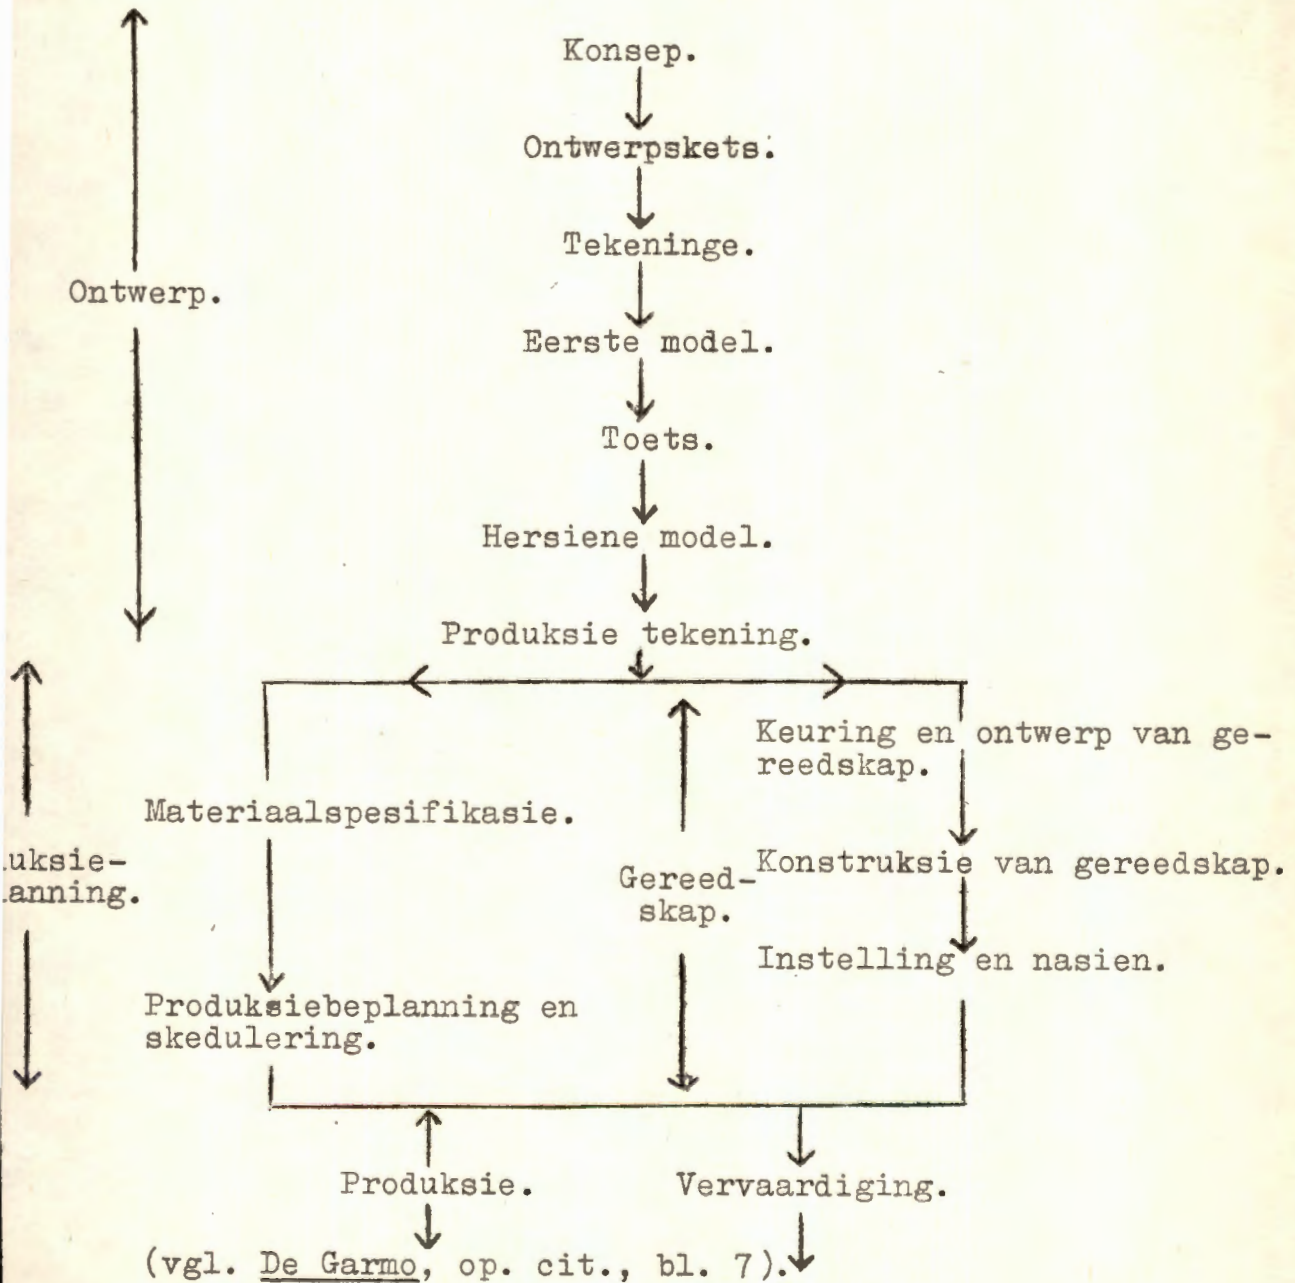 Konsep.
Ontwerpskets.
Tekeninge.
Ontwerp.
Eerste model.
Toets.
Hersiene model.
Produksie tekening.
Keuring en ontwerp van ge-
reedskap.
Materiaalspesifikasie.
uksie-
lanning.
Gereed-
skap.
Konstruksie van gereedskap.
Instelling en nasien.
Produksiebeplanning en
skedulering.
Produksie.
Vervaardiging.
(vgl. De Garmo, op. cit., bl. 7).